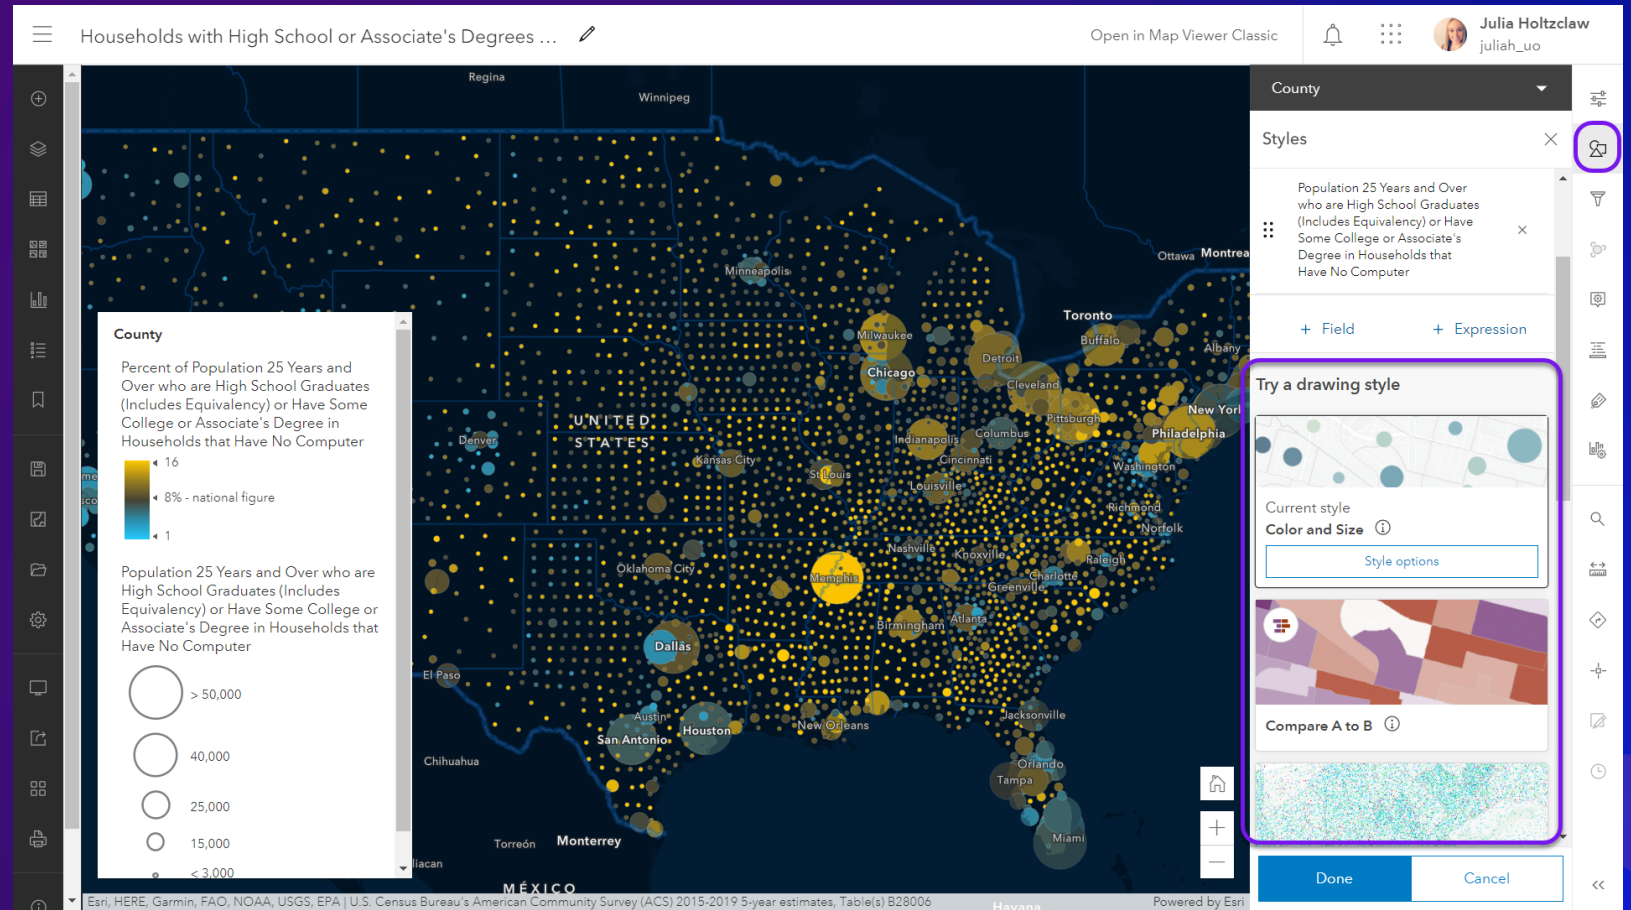 Households with High School or Associate's Degrees ...
Open in Map Viewer Classic
Julia Holtzclaw
juliah_uo
Regina
Winnipeg
Ottawa
Montrea
Minneapolis
Toronto
Milwaukee
Buffalo
Albany
Detroit
Chicago
Cleveland
New Yorl
Pittsburgh
UNITED
STATES
Denver
Indianapolis
Columbus
Philadelphia
Kansas City
Cincinnati
Washington
St Louis
Louisville
Richmond
Norfolk
Nashville
Knoxville
Raleigh
Oklahoma City
Memphis
Charlotte
Greenville
Birmingham
Atlanta
Dallas
El Paso
Austin
Jacksonville
San Antonio
Houston
New Orleans
Chihuahua
Orlando
Tampa
Torreón
Monterrey
Miami
liacan
MÉXICO
Havana
me
sco
County
Percent of Population 25 Years and
Over who are High School Graduates
(Includes Equivalency) or Have Some
College or Associate's Degree in
Households that Have No Computer
16
8% - national figure
1
Population 25 Years and Over who are
High School Graduates (Includes
Equivalency) or Have Some College or
Associate's Degree in Households that
Have No Computer
> 50,000
40,000
25,000
15,000
< 3,000
Esri, HERE, Garmin, FAO, NOAA, USGS, EPA | U.S. Census Bureau's American Community Survey (ACS) 2015-2019 5-year estimates, Table(s) B28006
Powered by Esri
County
Styles
Population 25 Years and Over
who are High School Graduates
(Includes Equivalency) or Have
Some College or Associate's
Degree in Households that
Have No Computer
+ Field
+ Expression
Try a drawing style
Current style
Color and Size
Style options
Compare A to B
Done
Cancel